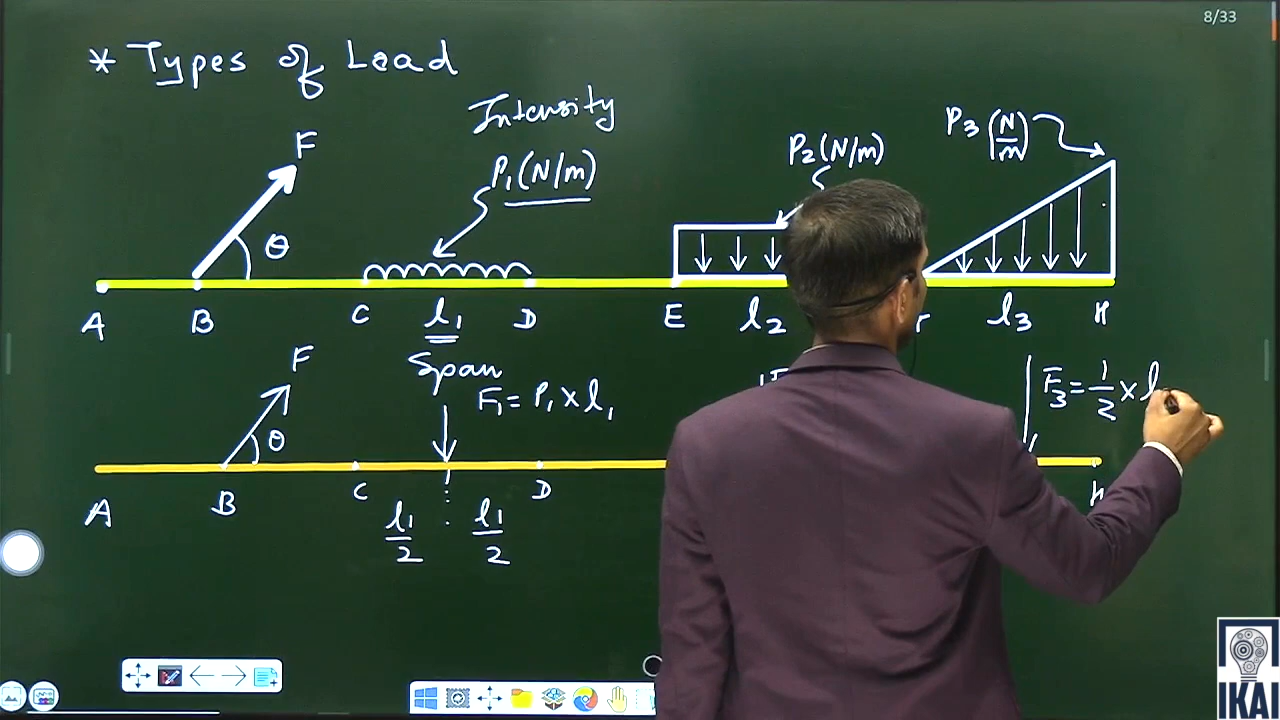 8/33
* Types of Load
Intensity
F
P1 (N/m)
P2 (N/m)
P3 (N/m)
θ
A B C l1 D E l2 l3 H
Span
F
θ
F1 = P1 × l1
F3 = 1/2 × l
A B C D H
l1/2 l1/2
IKAI